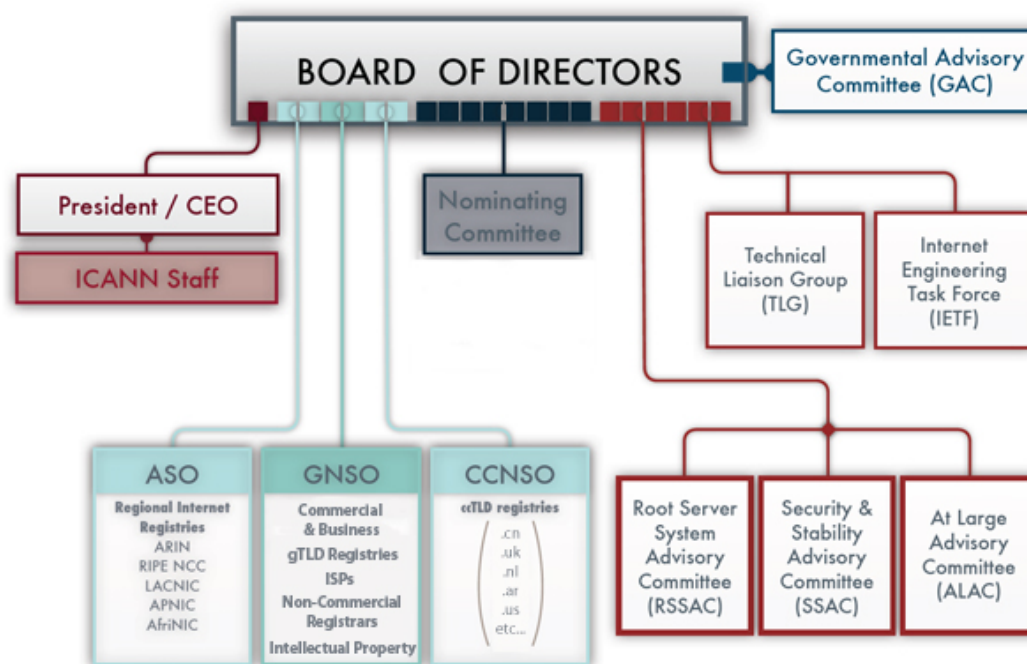 BOARD OF DIRECTORS
Governmental Advisory
Committee (GAC)
President / CEO
ICANN Staff
Nominating
Committee
Technical
Liaison Group
(TLG)
Internet
Engineering
Task Force
(IETF)
ASO
Regional Internet
Registries
ARIN
RIPE NCC
LACNIC
APNIC
AfriNIC
GNSO
Commercial
& Business
gTLD Registries
ISPs
Non-Commercial
Registrars
Intellectual Property
CCNSO
ccTLD registries
.cn
.uk
.nl
.ar
.us
etc...
Root Server
System
Advisory
Committee
(RSSAC)
Security &
Stability
Advisory
Committee
(SSAC)
At Large
Advisory
Committee
(ALAC)